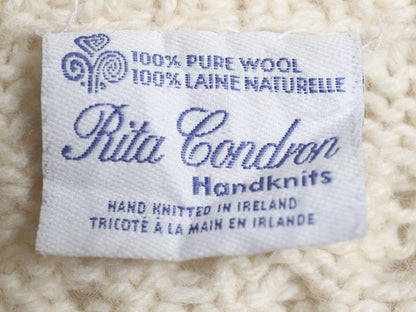 100% PURE WOOL
100% LAINE NATURELLE
Rita Condron
Handknits
HAND KNITTED IN IRELAND
TRICOTÉ À LA MAIN EN IRLANDE